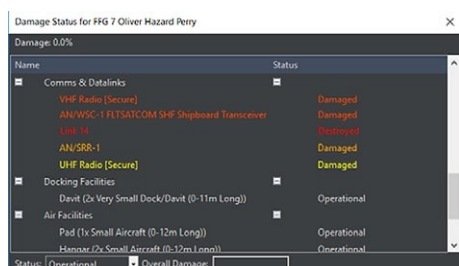 Damage Status for FFG 7 Oliver Hazard Perry
Damage: 0.0%
Name Status
Comms & Datalinks
VHF Radio [Secure] Damaged
AN/WSC-1 FLTSATCOM SHF Shipboard Transceiver Damaged
Link 14 Destroyed
AN/SRR-1 Damaged
UHF Radio [Secure] Damaged
Docking Facilities
Davit (2x Very Small Dock/Davit (0-11m Long)) Operational
Air Facilities
Pad (1x Small Aircraft (0-12m Long)) Operational
Hangar (2x Small Aircraft (0-12m Long)) Operational
Status: Operational Overall Damage: